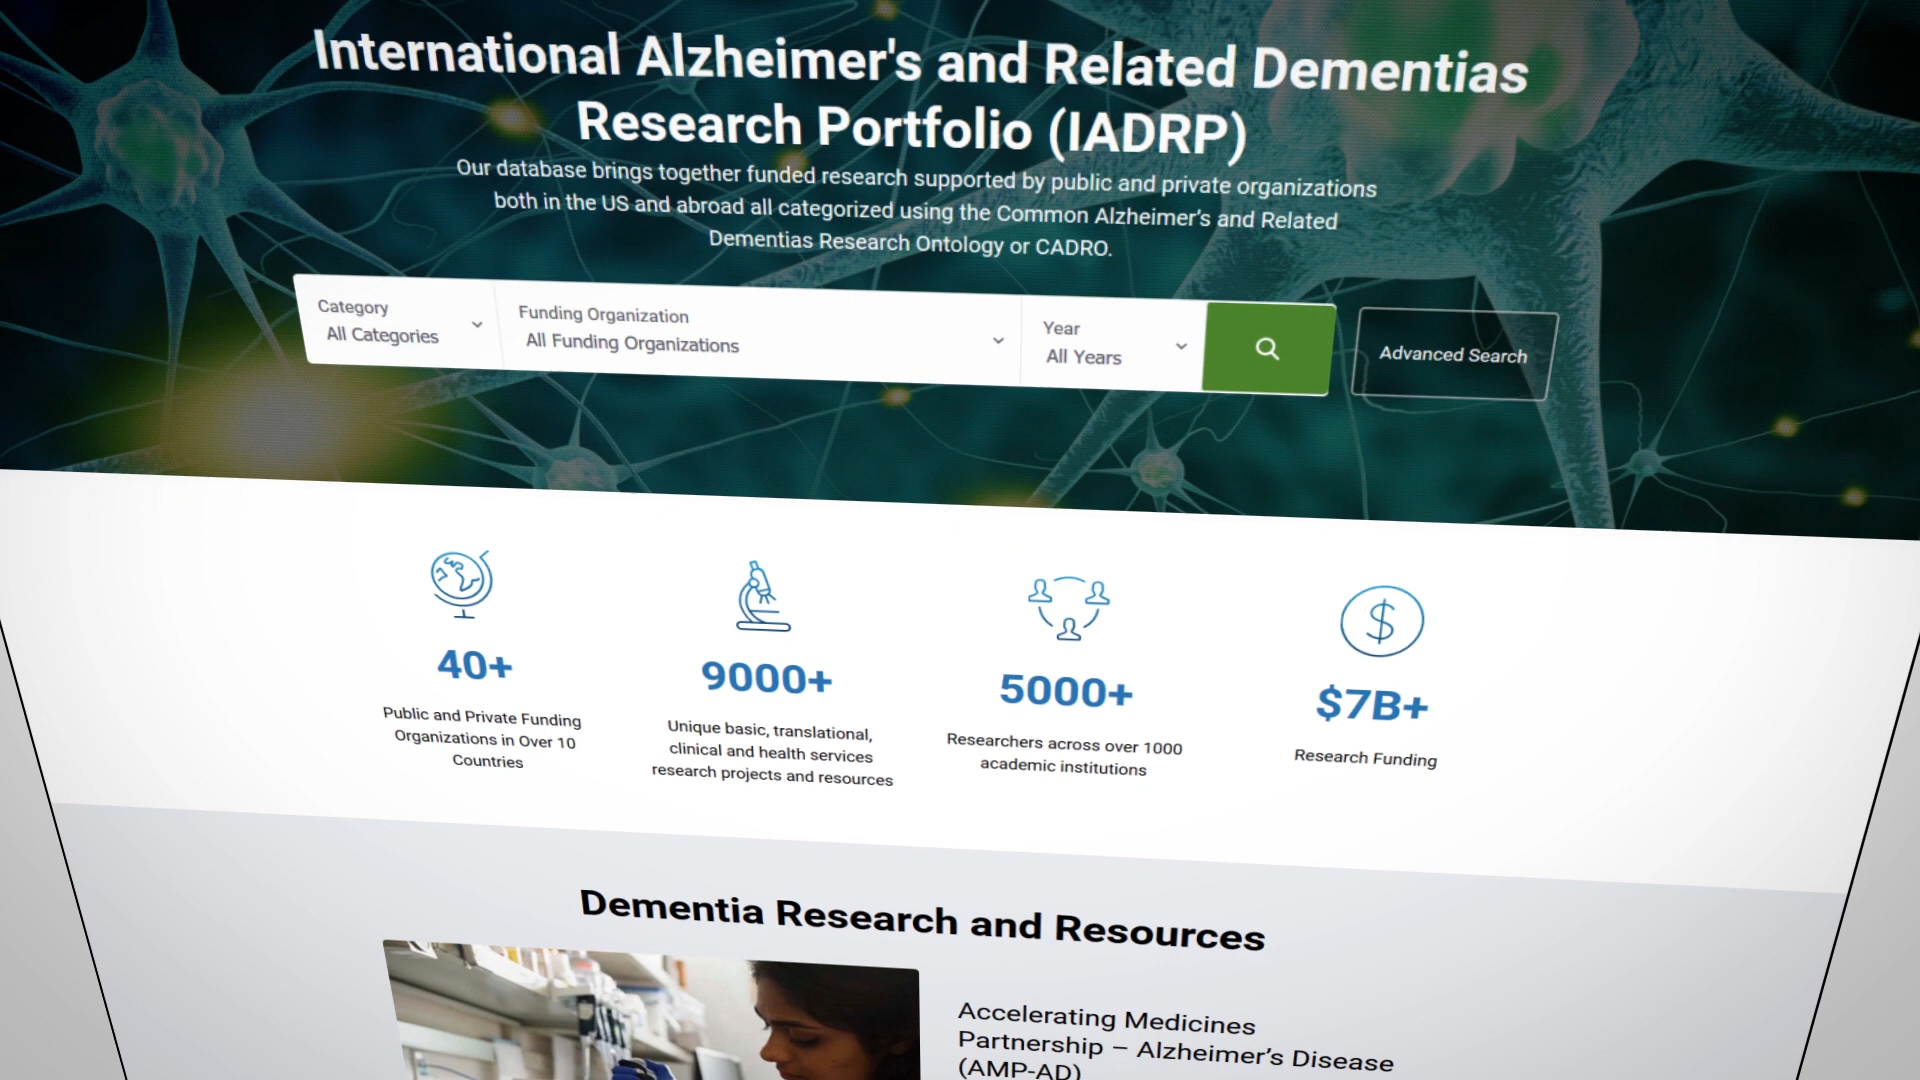 International Alzheimer's and Related Dementias
Research Portfolio (IADRP)
Our database brings together funded research supported by public and private organizations
both in the US and abroad all categorized using the Common Alzheimer's and Related
Dementias Research Ontology or CADRO.
Category
All Categories
Funding Organization
All Funding Organizations
Year
All Years
Advanced Search
40+
Public and Private Funding
Organizations in Over 10
Countries
9000+
Unique basic, translational,
clinical and health services
research projects and resources
5000+
Researchers across over 1000
academic institutions
$7B+
Research Funding
Dementia Research and Resources
Accelerating Medicines
Partnership – Alzheimer's Disease
(AMP-AD)